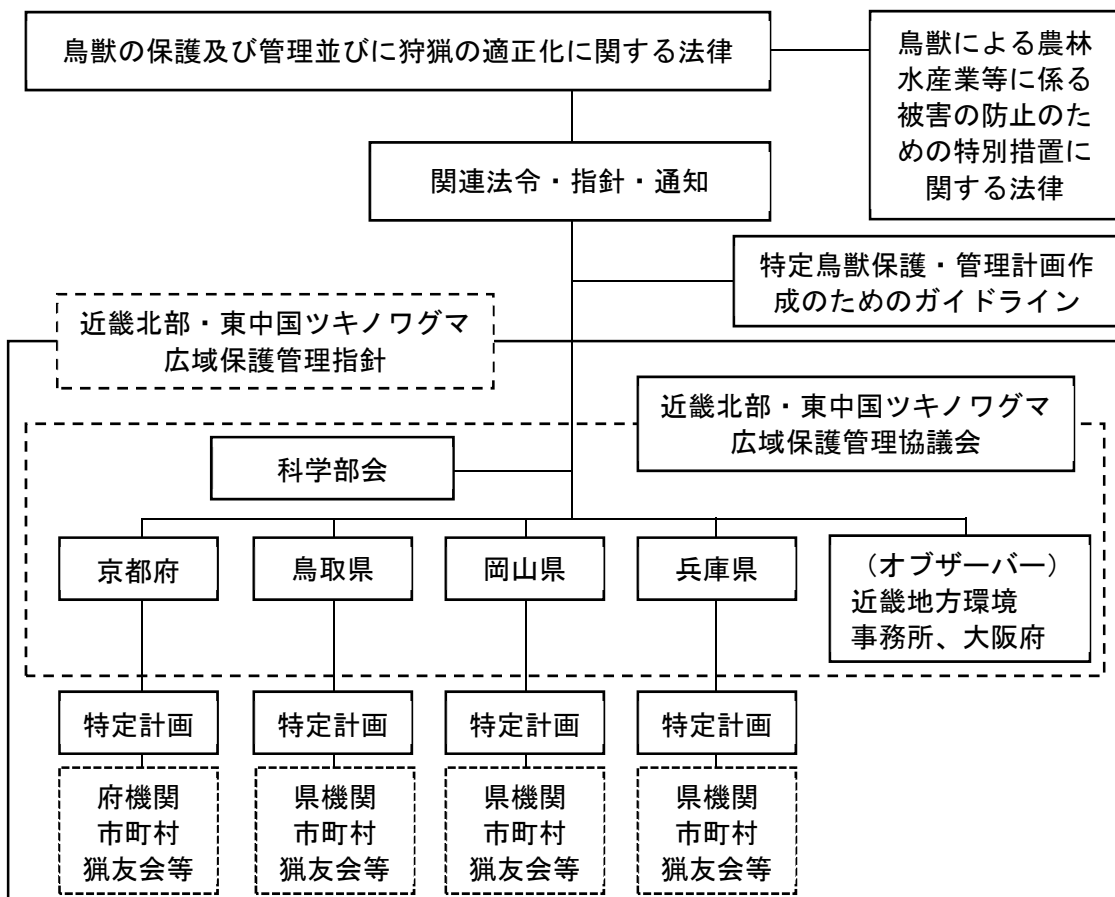 鳥獣の保護及び管理並びに狩猟の適正化に関する法律
鳥獣による農林
水産業等に係る
被害の防止のた
めの特別措置に
関する法律
関連法令・指針・通知
特定鳥獣保護・管理計画作
成のためのガイドライン
近畿北部・東中国ツキノワグマ
広域保護管理指針
近畿北部・東中国ツキノワグマ
広域保護管理協議会
科学部会
京都府
鳥取県
岡山県
兵庫県
（オブザーバー）
近畿地方環境
事務所、大阪府
特定計画
特定計画
特定計画
特定計画
府機関
市町村
猟友会等
県機関
市町村
猟友会等
県機関
市町村
猟友会等
県機関
市町村
猟友会等